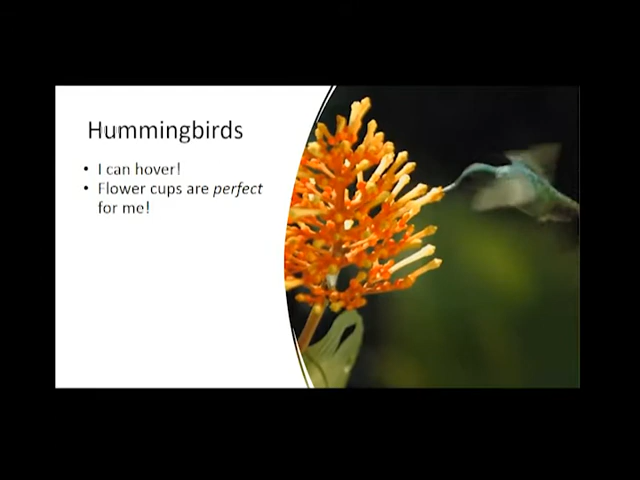 Hummingbirds
• I can hover!
• Flower cups are perfect
for me!